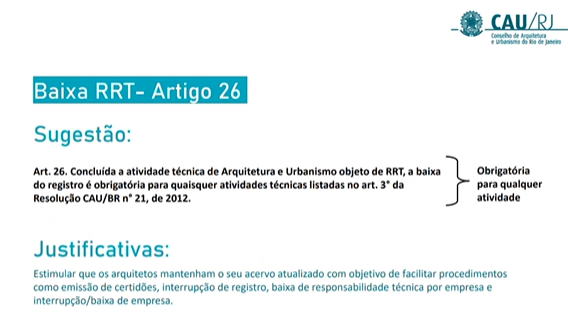 CAU/RJ
Conselho de Arquitetura
e Urbanismo do Rio de Janeiro
Baixa RRT- Artigo 26
Sugestão:
Art. 26. Concluída a atividade técnica de Arquitetura e Urbanismo objeto de RRT, a baixa
do registro é obrigatória para quaisquer atividades técnicas listadas no art. 3° da
Resolução CAU/BR n° 21, de 2012.
Obrigatória
para qualquer
atividade
Justificativas:
Estimular que os arquitetos mantenham o seu acervo atualizado com objetivo de facilitar procedimentos
como emissão de certidões, interrupção de registro, baixa de responsabilidade técnica por empresa e
interrupção/baixa de empresa.